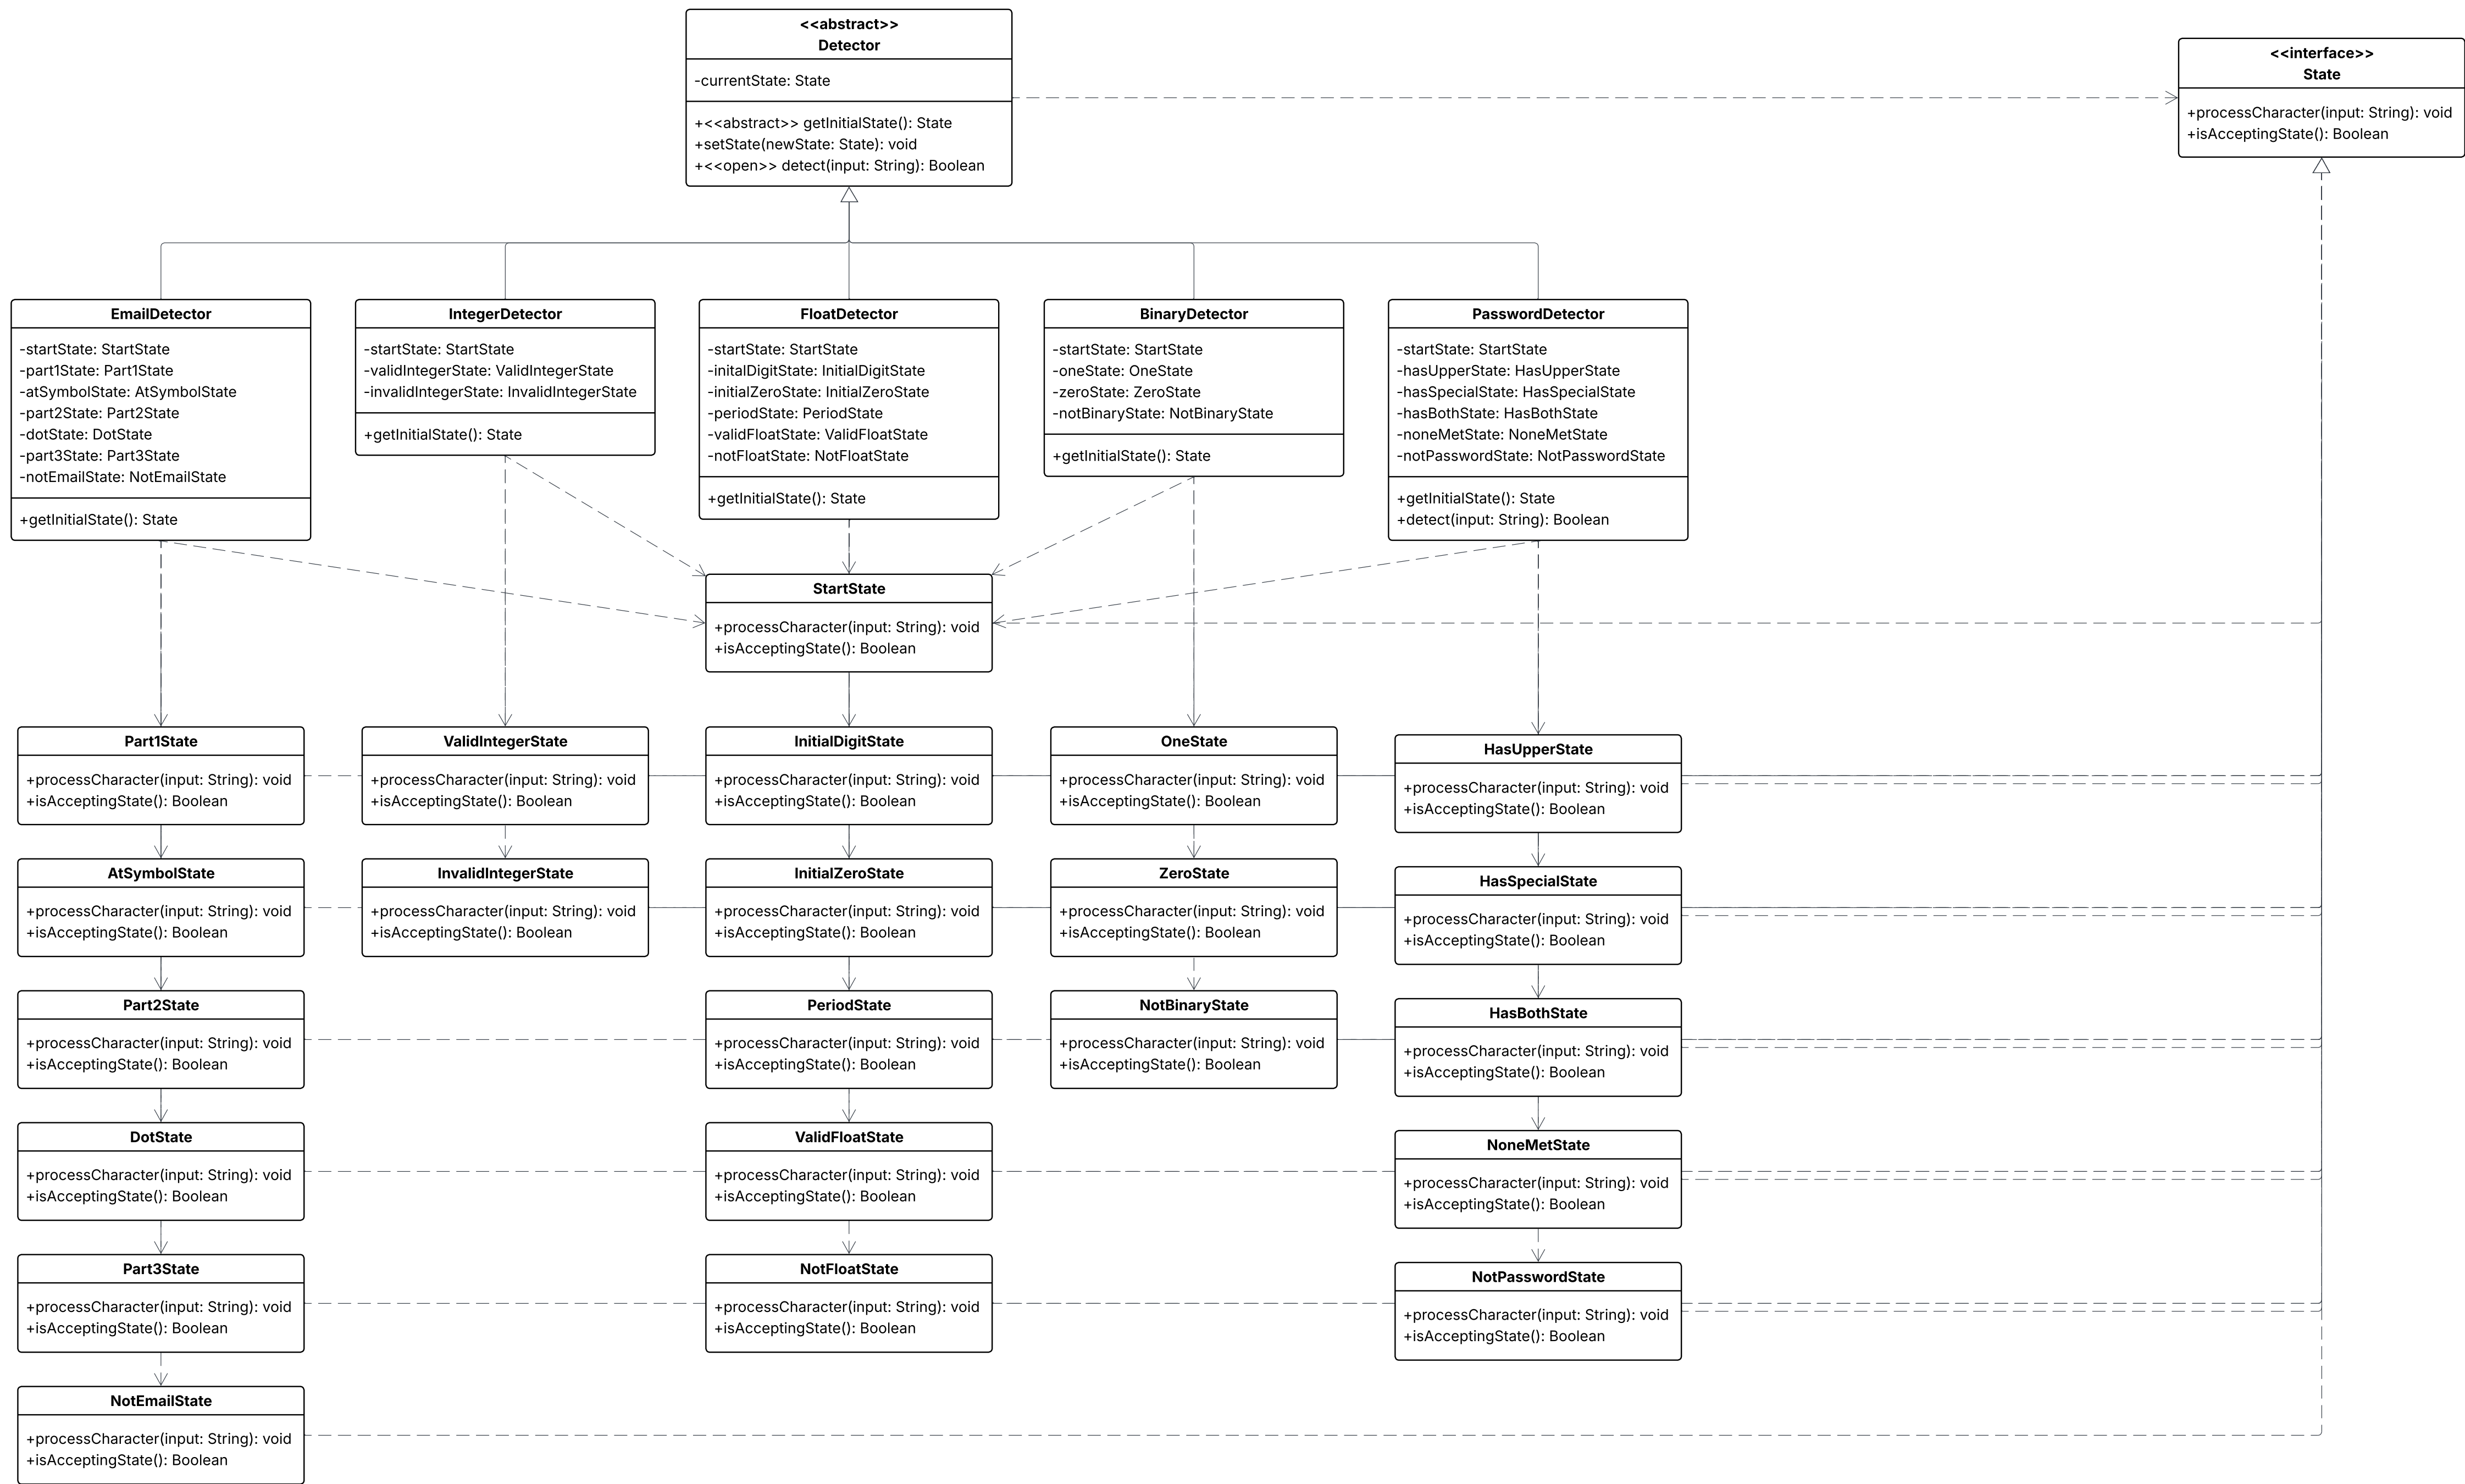 <<abstract>>
Detector
-currentState: State
+<<abstract>> getInitialState(): State
+setState(newState: State): void
+<<open>> detect(input: String): Boolean
<<interface>>
State
+processCharacter(input: String): void
+isAcceptingState(): Boolean
EmailDetector
-startState: StartState
-part1State: Part1State
-atSymbolState: AtSymbolState
-part2State: Part2State
-dotState: DotState
-part3State: Part3State
-notEmailState: NotEmailState
+getInitialState(): State
IntegerDetector
-startState: StartState
-validIntegerState: ValidIntegerState
-invalidIntegerState: InvalidIntegerState
+getInitialState(): State
FloatDetector
-startState: StartState
-initalDigitState: InitialDigitState
-initialZeroState: InitialZeroState
-periodState: PeriodState
-validFloatState: ValidFloatState
-notFloatState: NotFloatState
+getInitialState(): State
BinaryDetector
-startState: StartState
-oneState: OneState
-zeroState: ZeroState
-notBinaryState: NotBinaryState
+getInitialState(): State
PasswordDetector
-startState: StartState
-hasUpperState: HasUpperState
-hasSpecialState: HasSpecialState
-hasBothState: HasBothState
-noneMetState: NoneMetState
-notPasswordState: NotPasswordState
+getInitialState(): State
+detect(input: String): Boolean
StartState
+processCharacter(input: String): void
+isAcceptingState(): Boolean
Part1State
+processCharacter(input: String): void
+isAcceptingState(): Boolean
ValidIntegerState
+processCharacter(input: String): void
+isAcceptingState(): Boolean
InitialDigitState
+processCharacter(input: String): void
+isAcceptingState(): Boolean
OneState
+processCharacter(input: String): void
+isAcceptingState(): Boolean
HasUpperState
+processCharacter(input: String): void
+isAcceptingState(): Boolean
AtSymbolState
+processCharacter(input: String): void
+isAcceptingState(): Boolean
InvalidIntegerState
+processCharacter(input: String): void
+isAcceptingState(): Boolean
InitialZeroState
+processCharacter(input: String): void
+isAcceptingState(): Boolean
ZeroState
+processCharacter(input: String): void
+isAcceptingState(): Boolean
HasSpecialState
+processCharacter(input: String): void
+isAcceptingState(): Boolean
Part2State
+processCharacter(input: String): void
+isAcceptingState(): Boolean
PeriodState
+processCharacter(input: String): void
+isAcceptingState(): Boolean
NotBinaryState
+processCharacter(input: String): void
+isAcceptingState(): Boolean
HasBothState
+processCharacter(input: String): void
+isAcceptingState(): Boolean
DotState
+processCharacter(input: String): void
+isAcceptingState(): Boolean
ValidFloatState
+processCharacter(input: String): void
+isAcceptingState(): Boolean
NoneMetState
+processCharacter(input: String): void
+isAcceptingState(): Boolean
Part3State
+processCharacter(input: String): void
+isAcceptingState(): Boolean
NotFloatState
+processCharacter(input: String): void
+isAcceptingState(): Boolean
NotPasswordState
+processCharacter(input: String): void
+isAcceptingState(): Boolean
NotEmailState
+processCharacter(input: String): void
+isAcceptingState(): Boolean